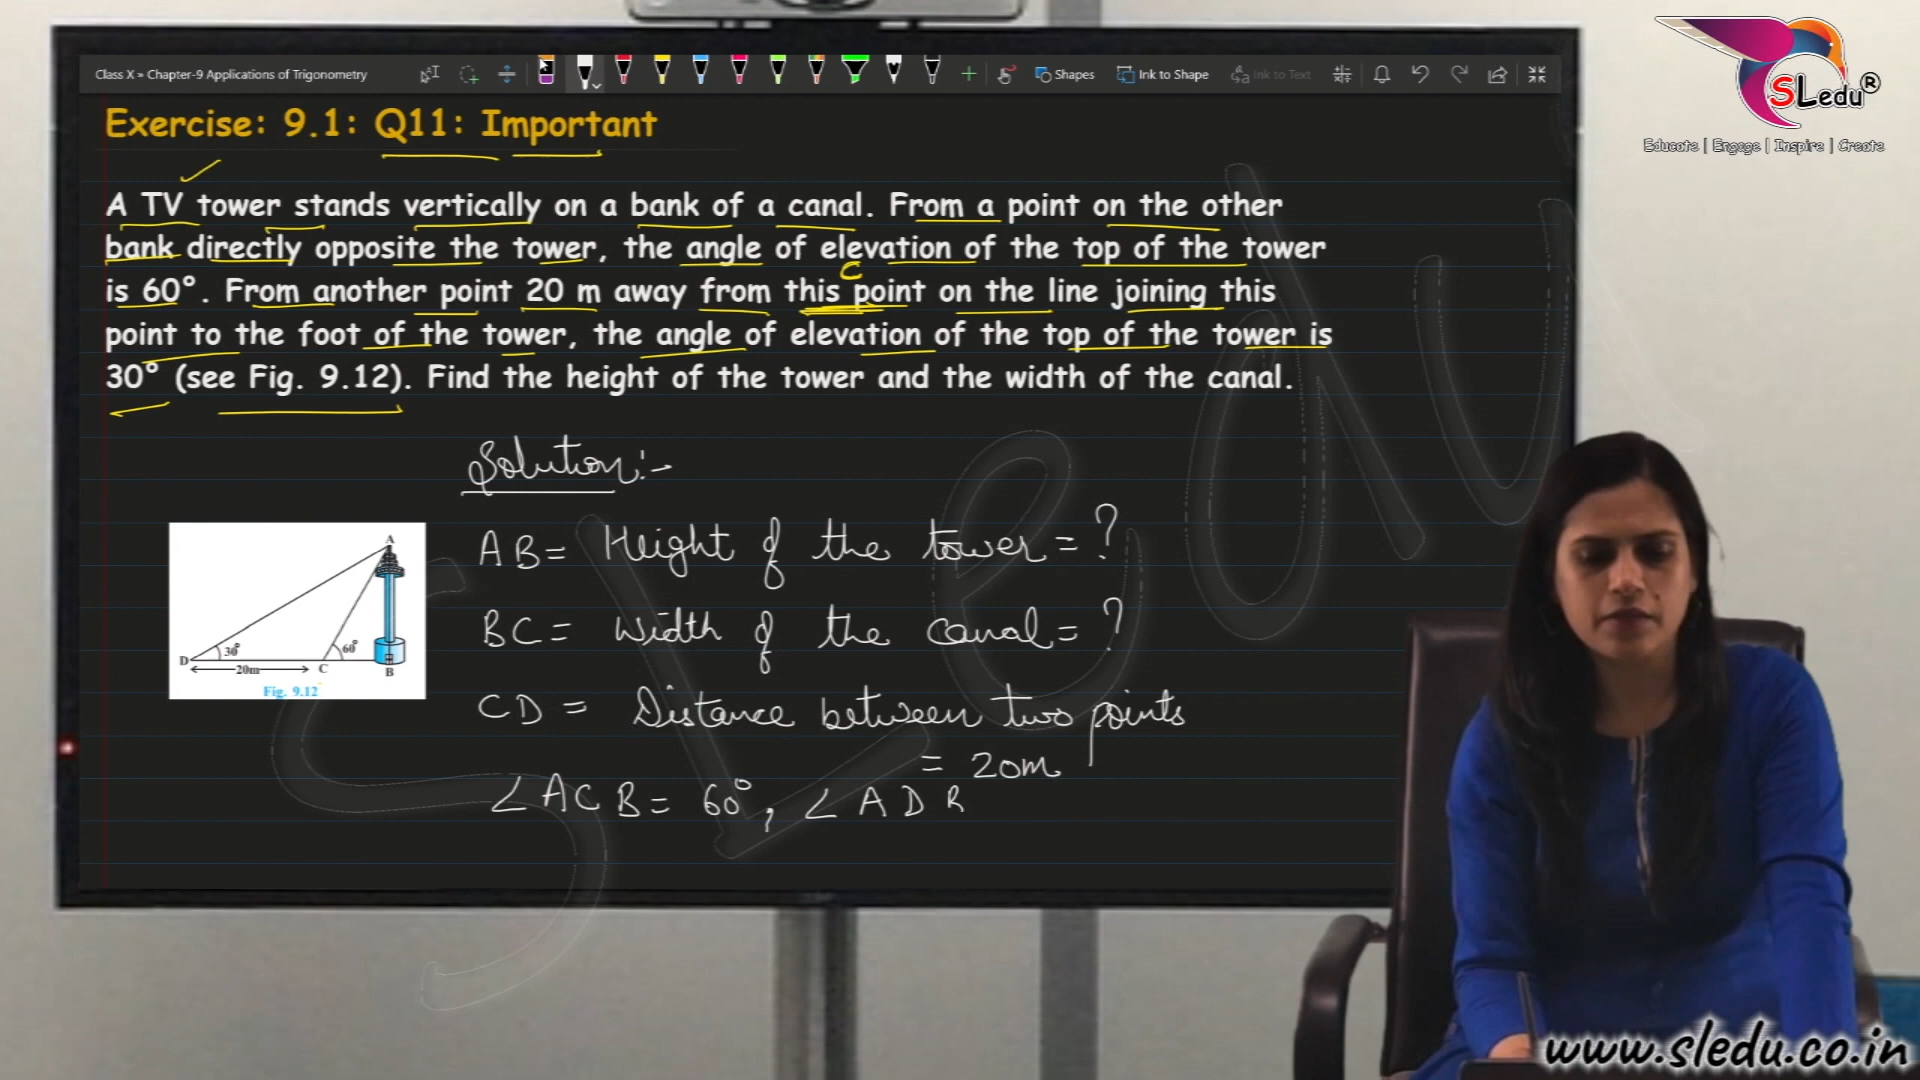 Class X » Chapter-9 Applications of Trigonometry
Shapes
Ink to Shape
Ink to Text
SLedu®
Educate | Engage | Inspire | Create
Exercise: 9.1: Q11: Important
A TV tower stands vertically on a bank of a canal. From a point on the other
bank directly opposite the tower, the angle of elevation of the top of the tower
C
is 60°. From another point 20 m away from this point on the line joining this
point to the foot of the tower, the angle of elevation of the top of the tower is
30° (see Fig. 9.12). Find the height of the tower and the width of the canal.
Solution:-
A
30°
60°
D
20m
C
B
Fig. 9.12
AB = Height of the tower = ?
BC = Width of the canal = ?
CD = Distance between two points
= 20m
∠ACB = 60°, ∠ADB
SLedu
www.sledu.co.in